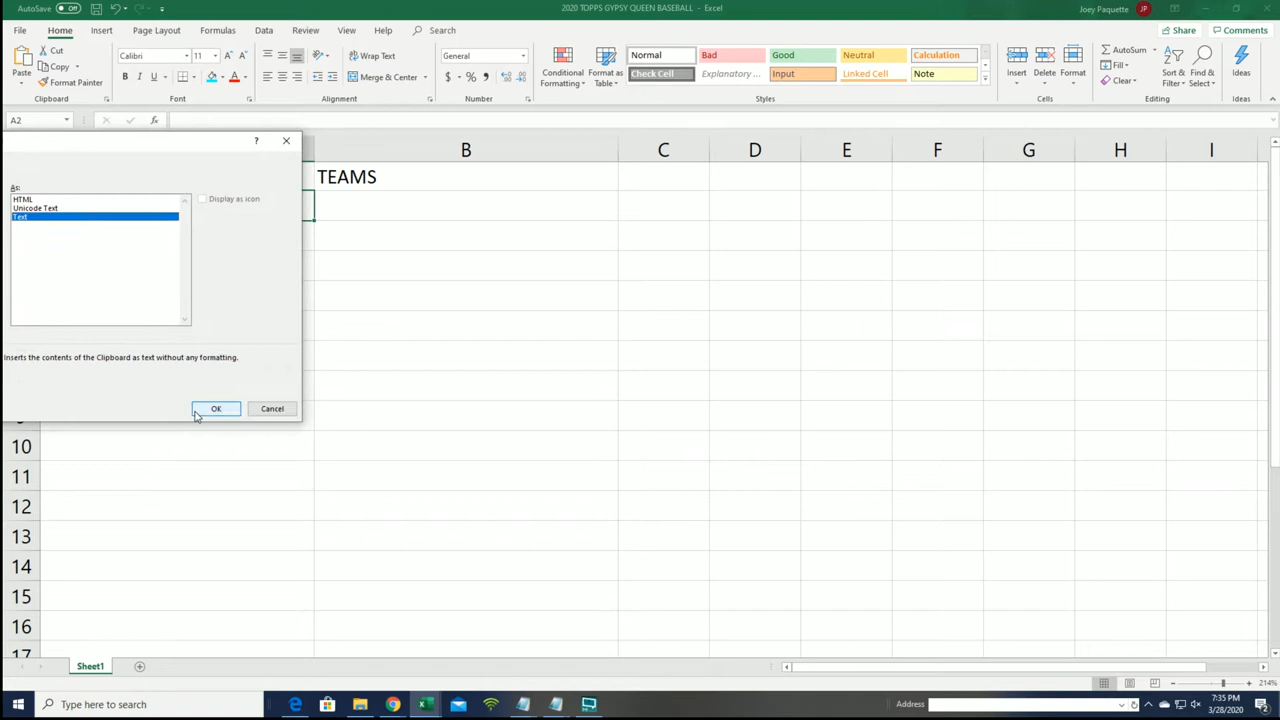 AutoSave Off 2020 TOPPS GYPSY QUEEN BASEBALL - Excel Joey Paquette JP
File Home Insert Page Layout Formulas Data Review View Help Search Share Comments
Paste Cut Copy Format Painter Clipboard
Calibri 11 B I U Font
Wrap Text Merge & Center Alignment
General $ % Number
Conditional Formatting Format as Table
Normal Bad Good Neutral Calculation
Check Cell Explanatory ... Input Linked Cell Note
Styles
Insert Delete Format Cells
AutoSum Fill Clear Sort & Filter Find & Select Editing
Ideas Ideas
A2 fx
? ×
As:
HTML
Unicode Text
Text
Display as icon
Inserts the contents of the Clipboard as text without any formatting.
OK Cancel
B C D E F G H I
TEAMS
10
11
12
13
14
15
16
17
Sheet1
214%
Type here to search Address 7:35 PM
3/28/2020 2